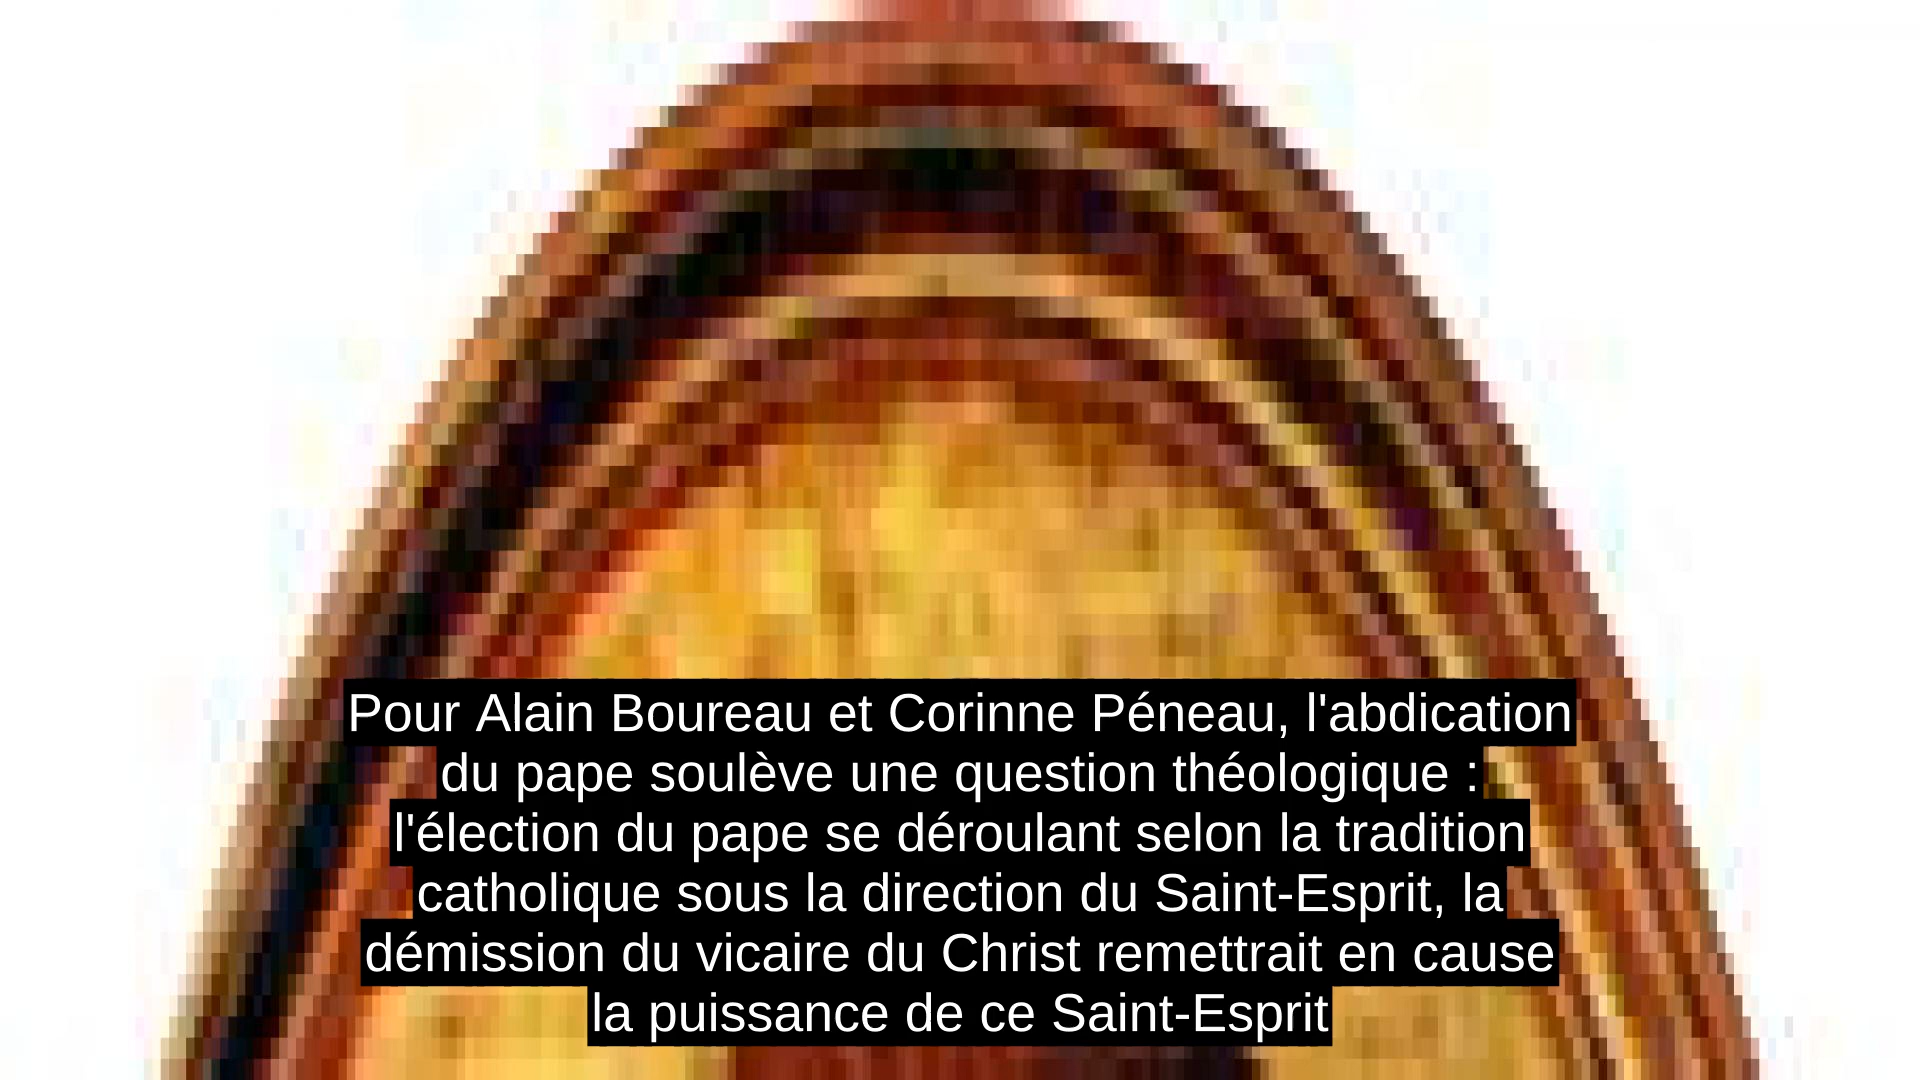 Pour Alain Boureau et Corinne Péneau, l'abdication
du pape soulève une question théologique :
l'élection du pape se déroulant selon la tradition
catholique sous la direction du Saint-Esprit, la
démission du vicaire du Christ remettrait en cause
la puissance de ce Saint-Esprit